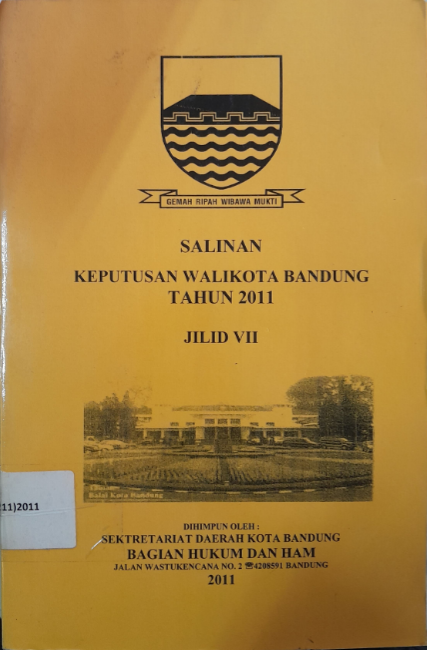 GEMAH RIPAH WIBAWA MUKTI
SALINAN
KEPUTUSAN WALIKOTA BANDUNG
TAHUN 2011
JILID VII
Balai Kota Bandung
11)2011
DIHIMPUN OLEH :
SEKTRETARIAT DAERAH KOTA BANDUNG
BAGIAN HUKUM DAN HAM
JALAN WASTUKENCANA NO. 2 ☎4208591 BANDUNG
2011